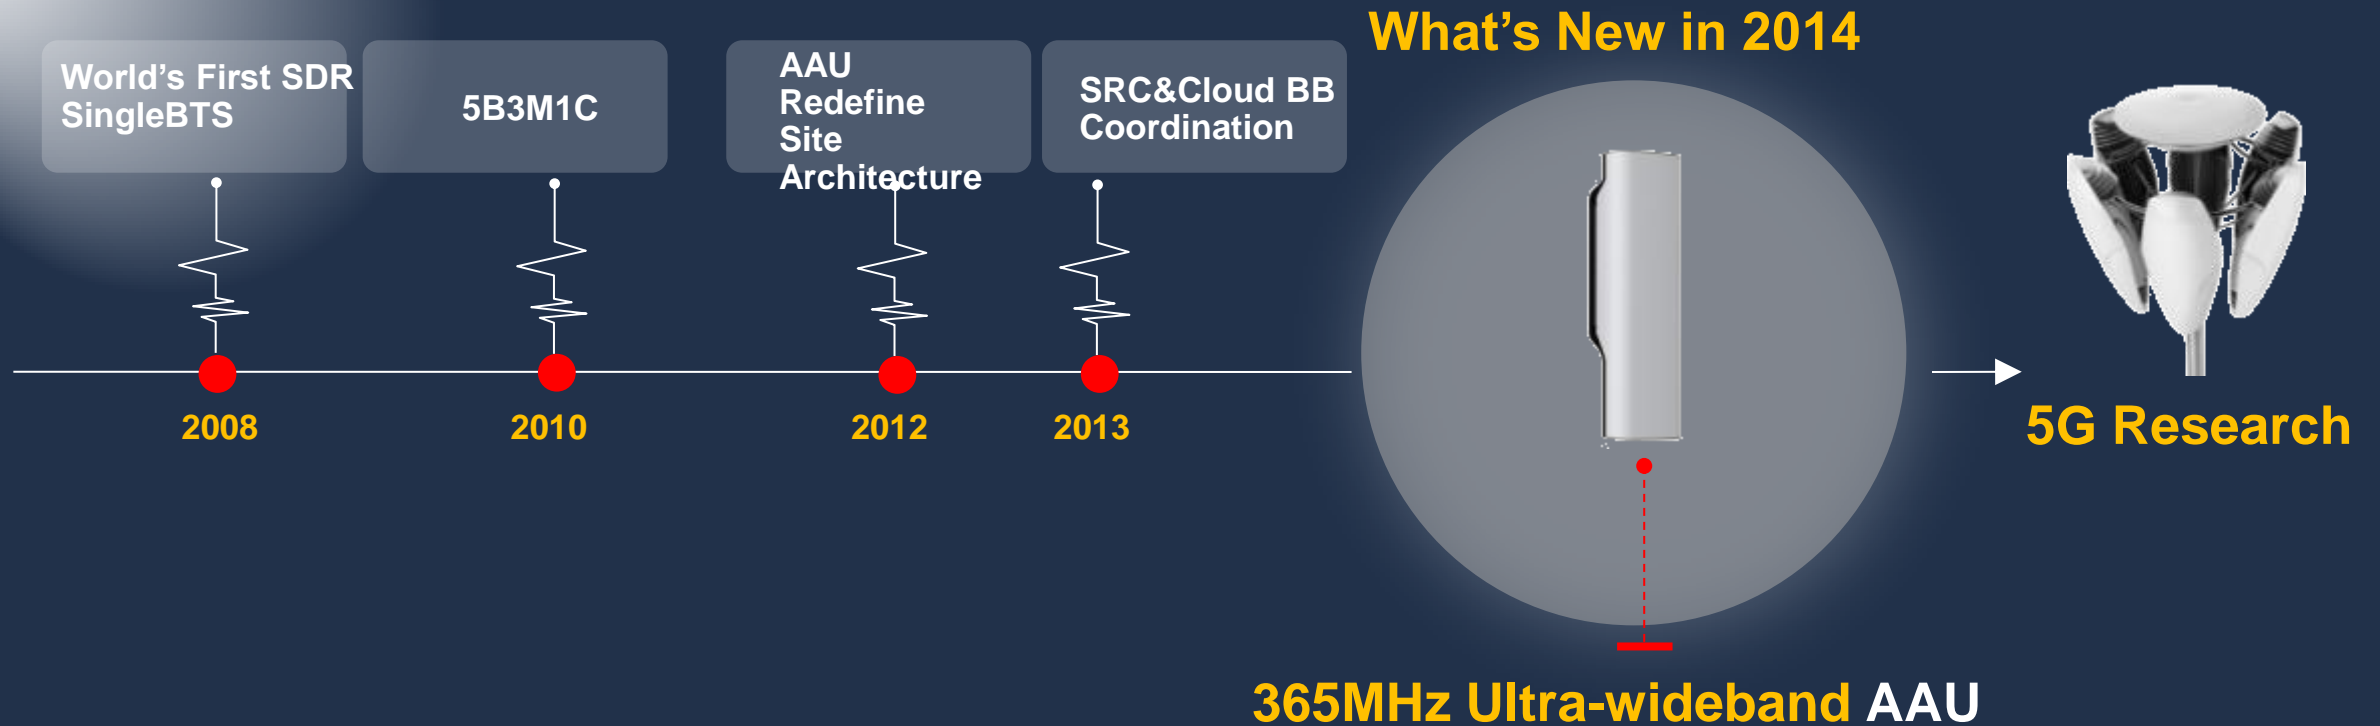 World's First SDR
SingleBTS
5B3M1C
AAU
Redefine
Site
Architecture
SRC&Cloud BB
Coordination
What's New in 2014
2008
2010
2012
2013
5G Research
365MHz Ultra-wideband AAU